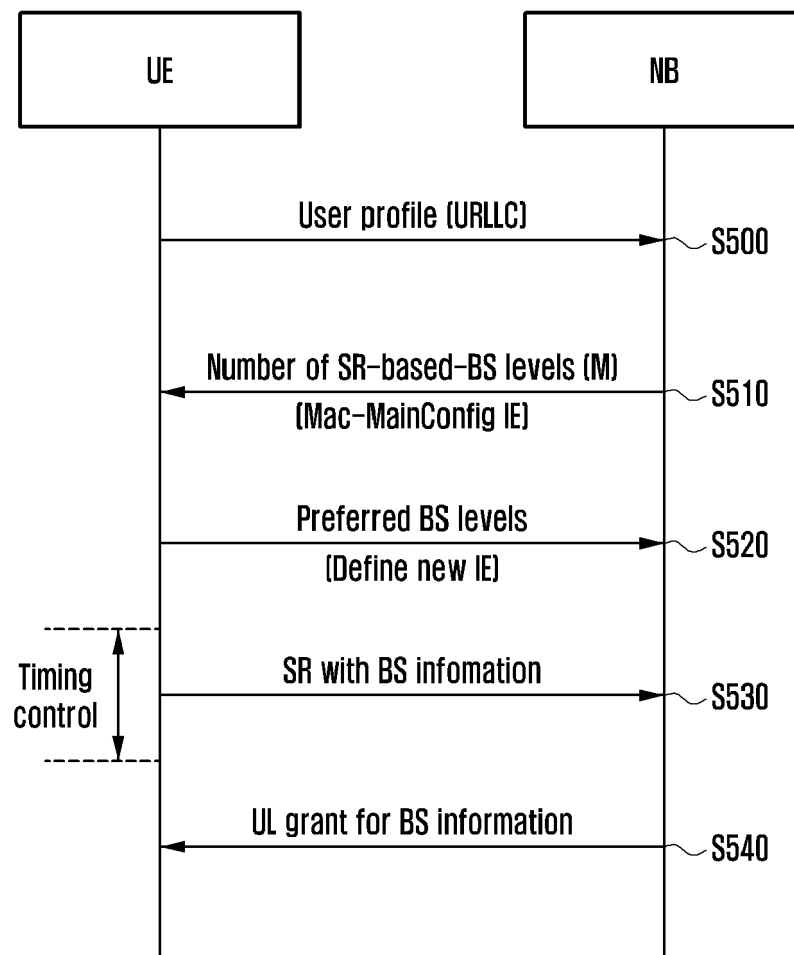 UE
NB
User profile (URLLC)
S500
Number of SR-based-BS levels (M)
(Mac-MainConfig IE)
S510
Preferred BS levels
(Define new IE)
S520
Timing
control
SR with BS infomation
S530
UL grant for BS information
S540